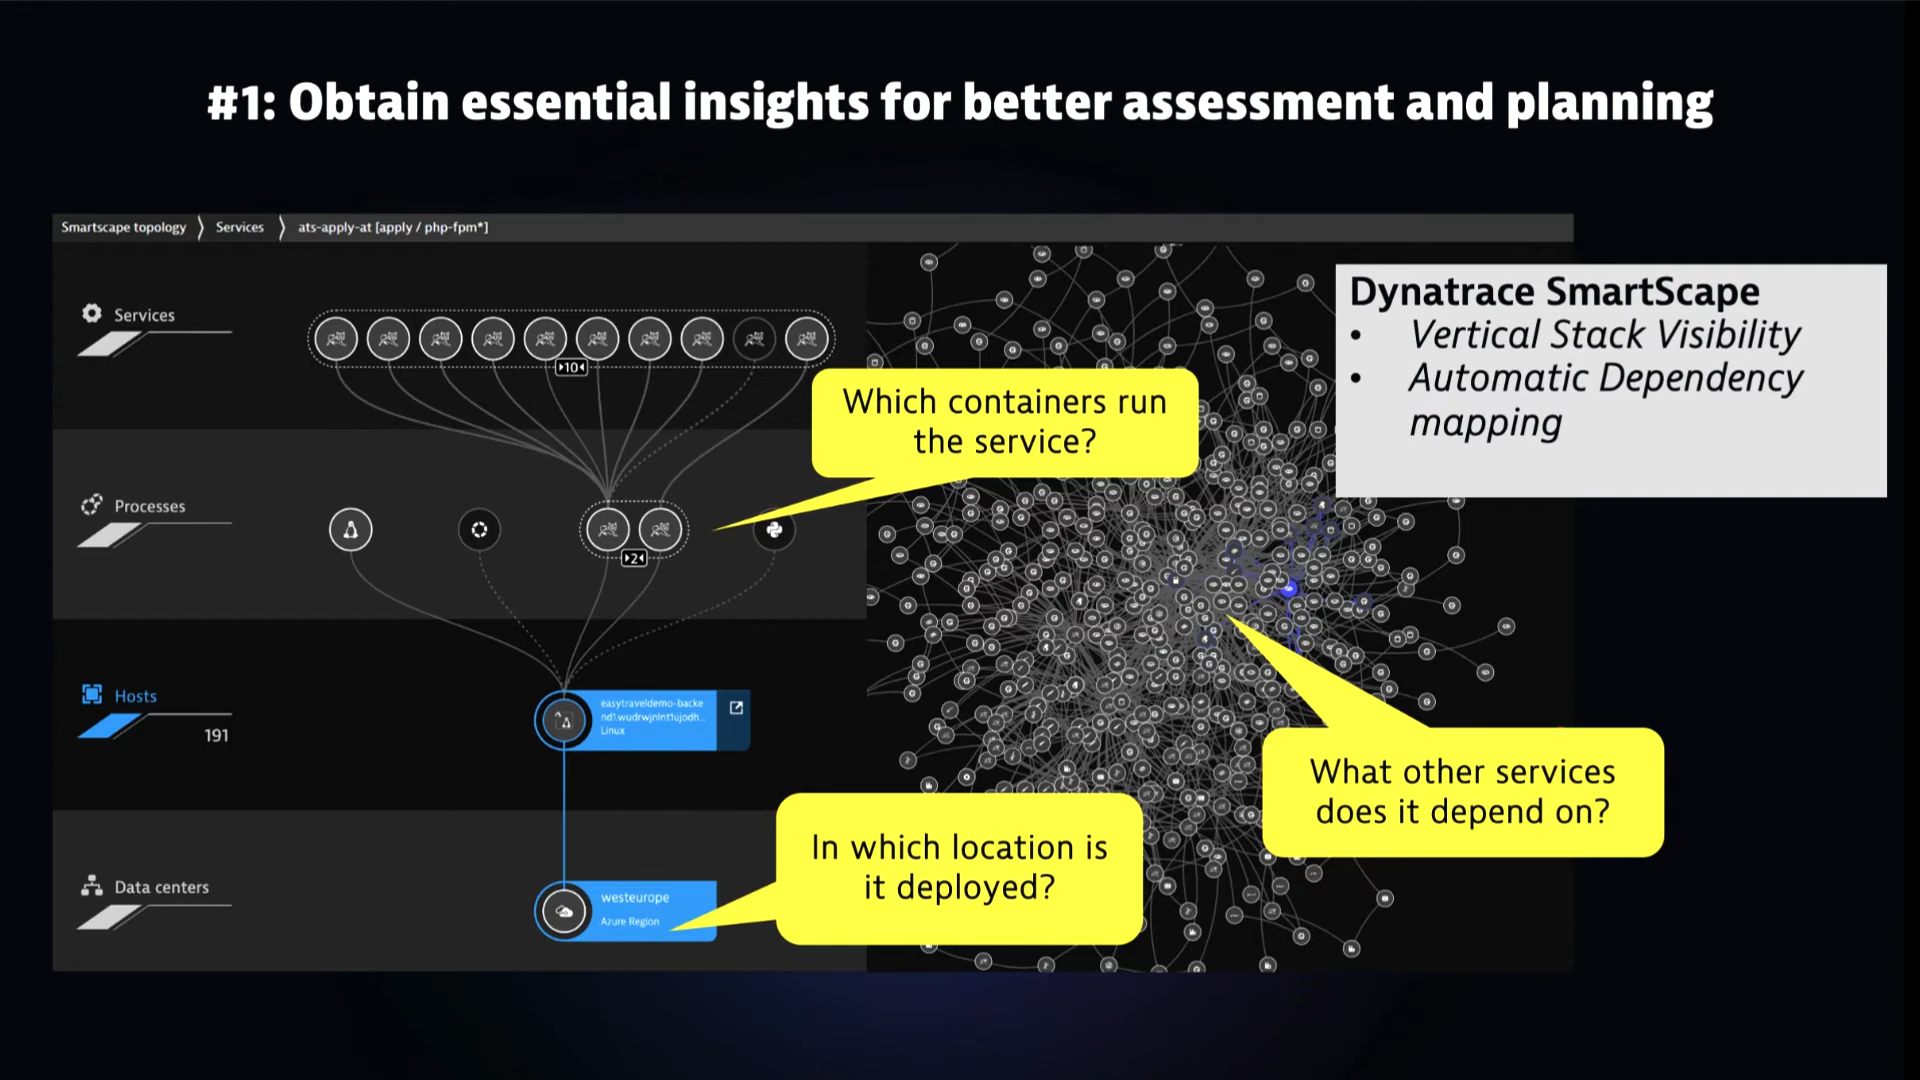 #1: Obtain essential insights for better assessment and planning
Smartscape topology
Services
ats-apply-at [apply / php-fpm*]
Services
10
Processes
2
Hosts
191
easytraveldemo-backe
Linux
Data centers
westeurope
Azure Region
Which containers run
the service?
In which location is
it deployed?
What other services
does it depend on?
Dynatrace SmartScape
• Vertical Stack Visibility
• Automatic Dependency
mapping